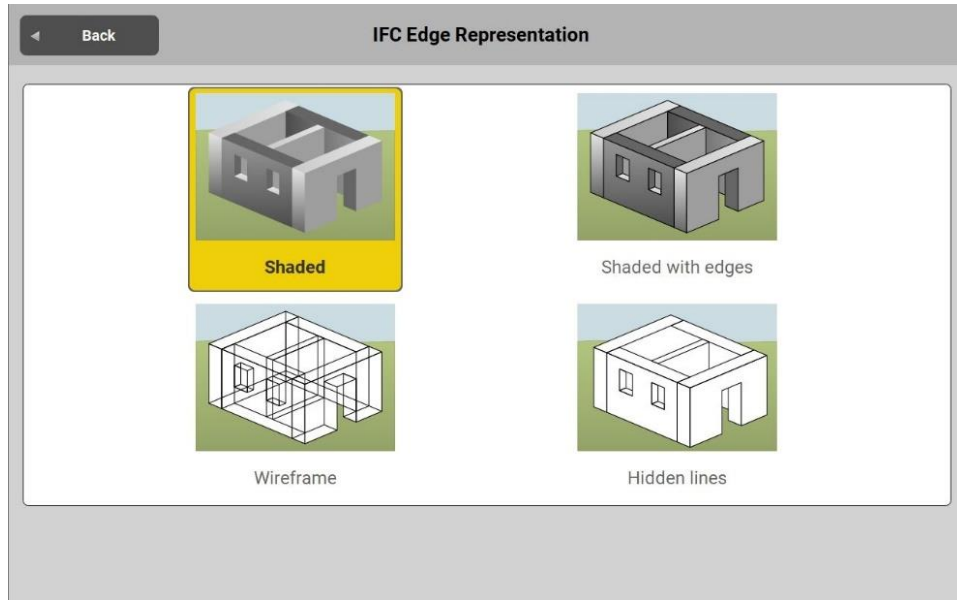 Back
IFC Edge Representation
Shaded
Shaded with edges
Wireframe
Hidden lines